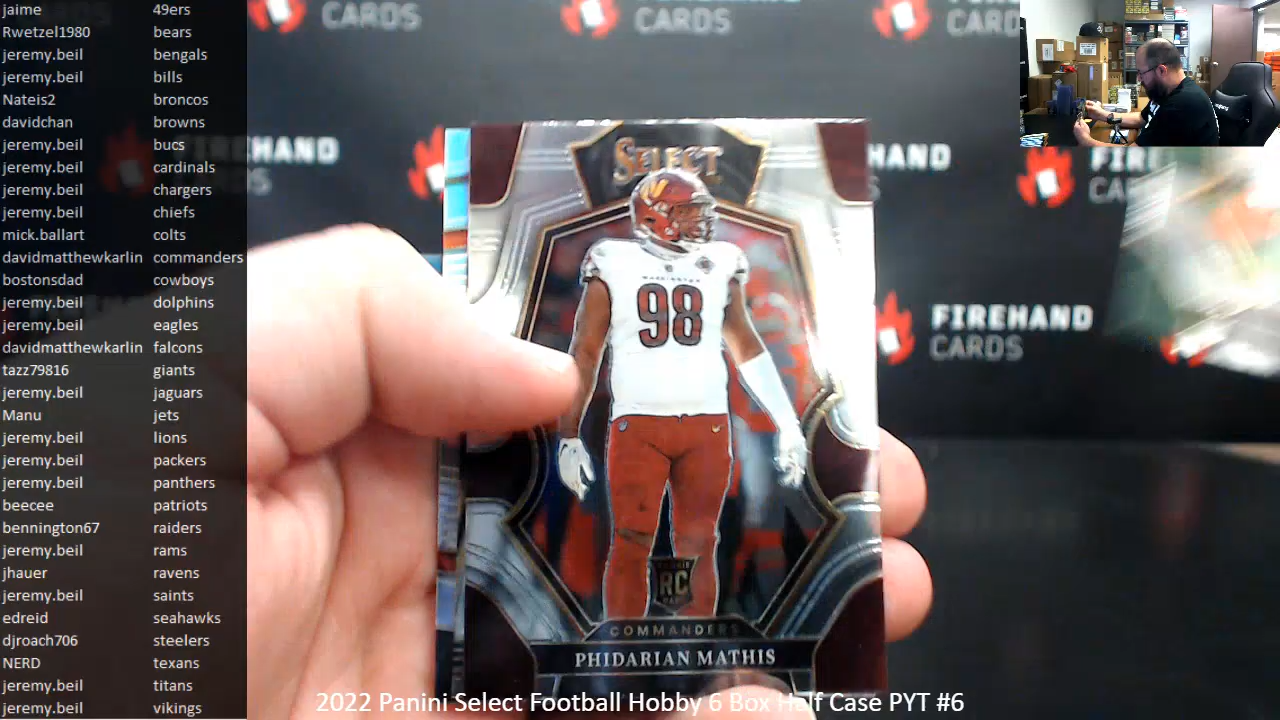 jaime 49ers
Rwetzel1980 bears
jeremy.beil bengals
jeremy.beil bills
Nateis2 broncos
davidchan browns
jeremy.beil bucs
jeremy.beil cardinals
jeremy.beil chargers
jeremy.beil chiefs
mick.ballart colts
davidmatthewkarlin commanders
bostonsdad cowboys
jeremy.beil dolphins
jeremy.beil eagles
davidmatthewkarlin falcons
tazz79816 giants
jeremy.beil jaguars
Manu jets
jeremy.beil lions
jeremy.beil packers
jeremy.beil panthers
beecee patriots
bennington67 raiders
jeremy.beil rams
jhauer ravens
jeremy.beil saints
edreid seahawks
djroach706 steelers
NERD texans
jeremy.beil titans
jeremy.beil vikings
CARDS
CARDS
HAND
FIREHAND
CARDS
SELECT
WASHINGTON
98
RC
COMMANDERS
PHIDARIAN MATHIS
2022 Panini Select Football Hobby 6 Box Half Case PYT #6